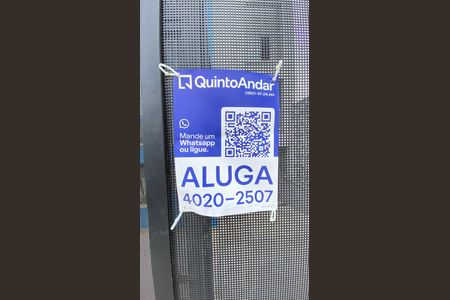 QuintoAndar
Mande um
Whatsapp
ou ligue.
ALUGA
4020-2507